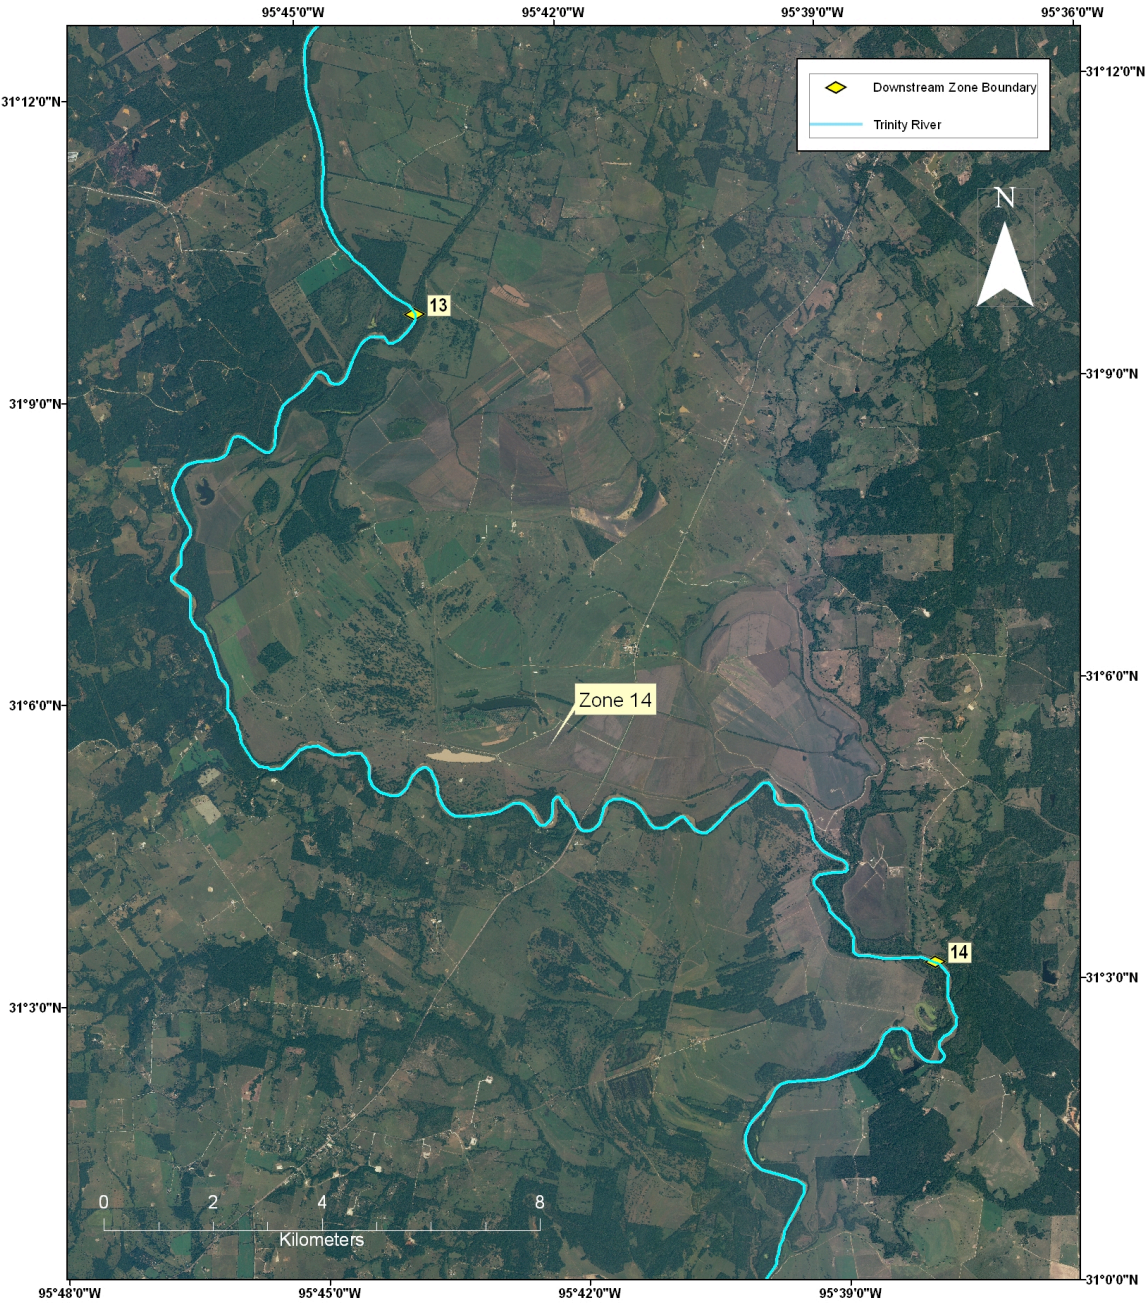 95°45'0"W 95°42'0"W 95°39'0"W 95°36'0"W
31°12'0"N
31°12'0"N
Downstream Zone Boundary
Trinity River
N
13
31°9'0"N
31°9'0"N
31°6'0"N
31°6'0"N
Zone 14
14
31°3'0"N
31°3'0"N
0 2 4 8
Kilometers
31°0'0"N
95°48'0"W 95°45'0"W 95°42'0"W 95°39'0"W